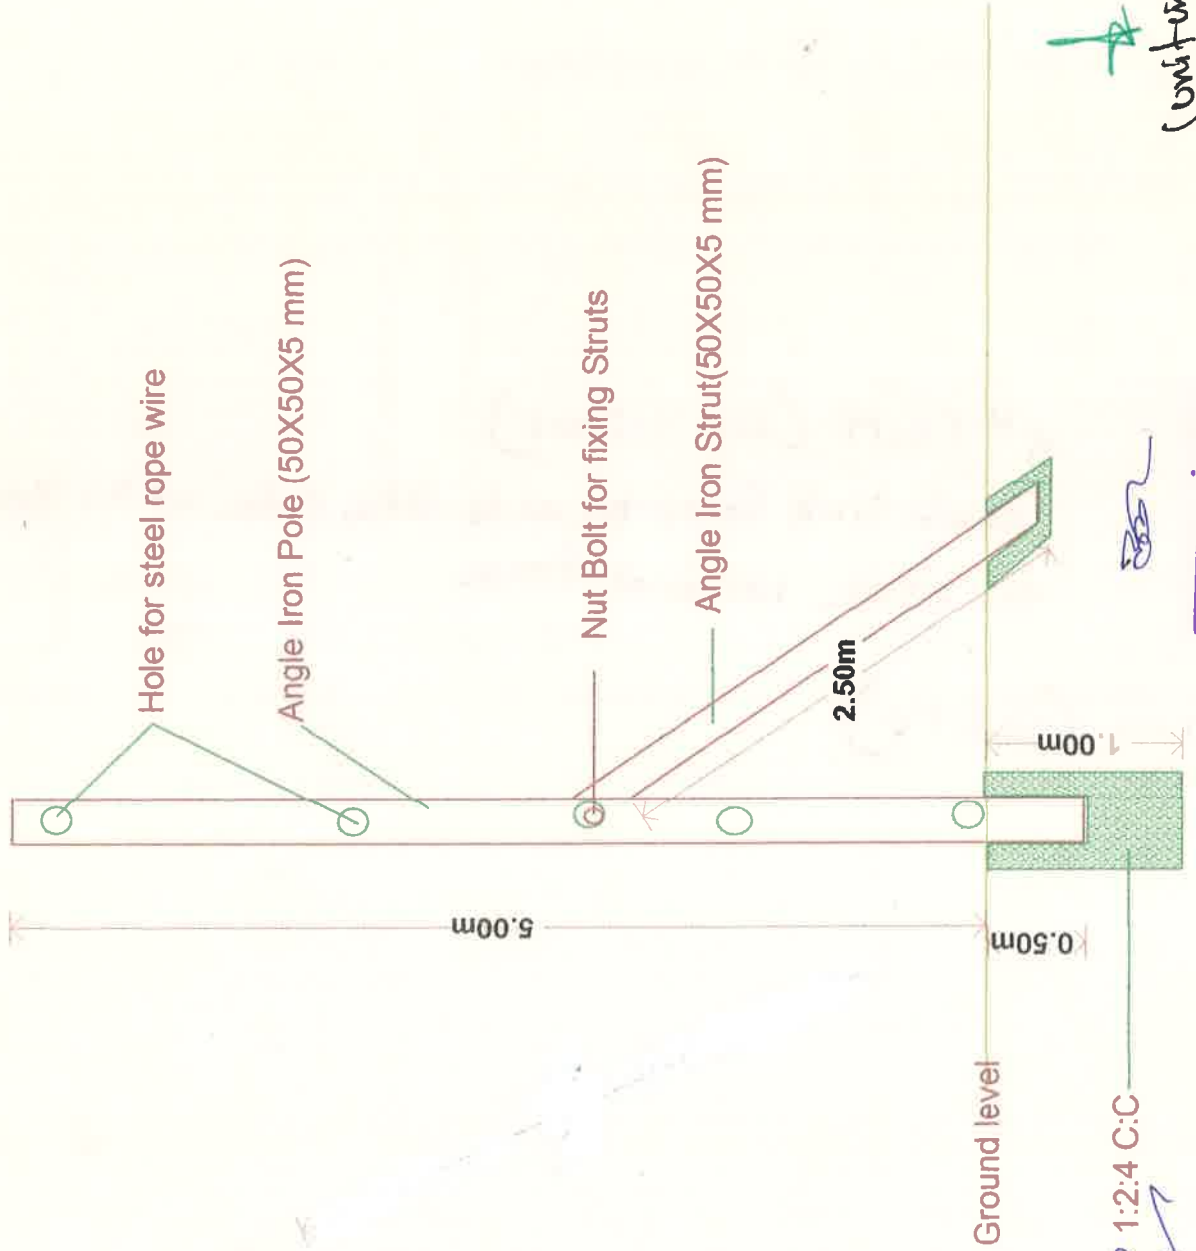 Hole for steel rope wire
Angle Iron Pole (50X50X5 mm)
Nut Bolt for fixing Struts
Angle Iron Strut(50X50X5 mm)
2.50m
5.00m
0.50m
1.00m
Ground level
1:2:4 C:C